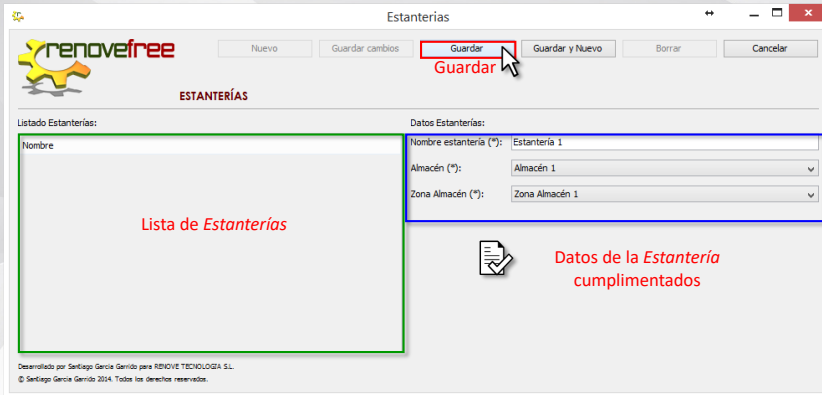 Estanterias
renovefree
Nuevo
Guardar cambios
Guardar
Guardar y Nuevo
Borrar
Cancelar
Guardar
ESTANTERÍAS
Listado Estanterías:
Datos Estanterías:
Nombre
Nombre estantería (*):
Estantería 1
Almacén (*):
Almacén 1
Zona Almacén (*):
Zona Almacén 1
Lista de Estanterías
Datos de la Estantería
cumplimentados
Desarrollado por Santiago Garcia Garrido para RENOVE TECNOLOGIA S.L.
© Santiago Garcia Garrido 2014. Todos los derechos reservados.